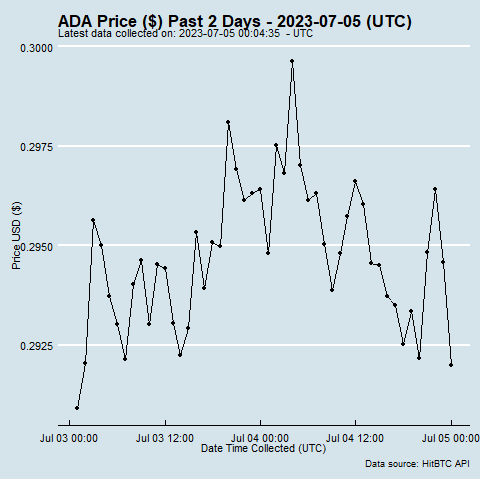 ADA Price ($) Past 2 Days - 2023-07-05 (UTC)
Latest data collected on: 2023-07-05 00:04:35 - UTC
0.3000
0.2975
0.2950
0.2925
Price USD ($)
Jul 03 00:00 Jul 03 12:00 Jul 04 00:00 Jul 04 12:00 Jul 05 00:00
Date Time Collected (UTC)
Data source: HitBTC API